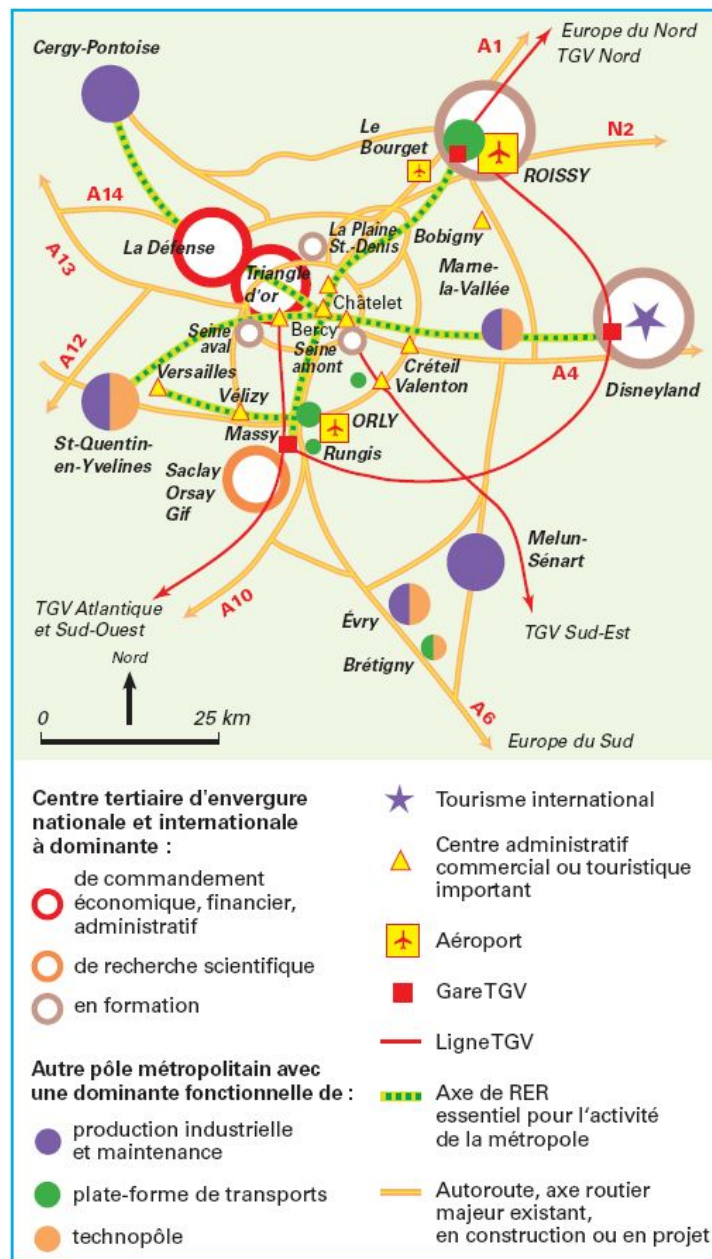 Europe du Nord
TGV Nord
A1
Cergy-Pontoise
Le
Bourget
N2
ROISSY
A14
La Plaine
St.-Denis
Bobigny
La Défense
A13
Triangle
d'or
Marne-
la-Vallée
Châtelet
Bercy
Seine
aval
Seine
amont
A12
Versailles
Créteil
Valenton
A4
Disneyland
Vélizy
ORLY
Massy
St-Quentin-
en-Yvelines
Rungis
Saclay
Orsay
Gif
Melun-
Sénart
A10
TGV Atlantique
et Sud-Ouest
Évry
TGV Sud-Est
Nord
Brétigny
0 25 km
A6
Europe du Sud
Centre tertiaire d'envergure
nationale et internationale
à dominante :
de commandement
économique, financier,
administratif
de recherche scientifique
en formation
Autre pôle métropolitain avec
une dominante fonctionnelle de :
production industrielle
et maintenance
plate-forme de transports
technopôle
Tourisme international
Centre administratif
commercial ou touristique
important
Aéroport
Gare TGV
Ligne TGV
Axe de RER
essentiel pour l'activité
de la métropole
Autoroute, axe routier
majeur existant,
en construction ou en projet